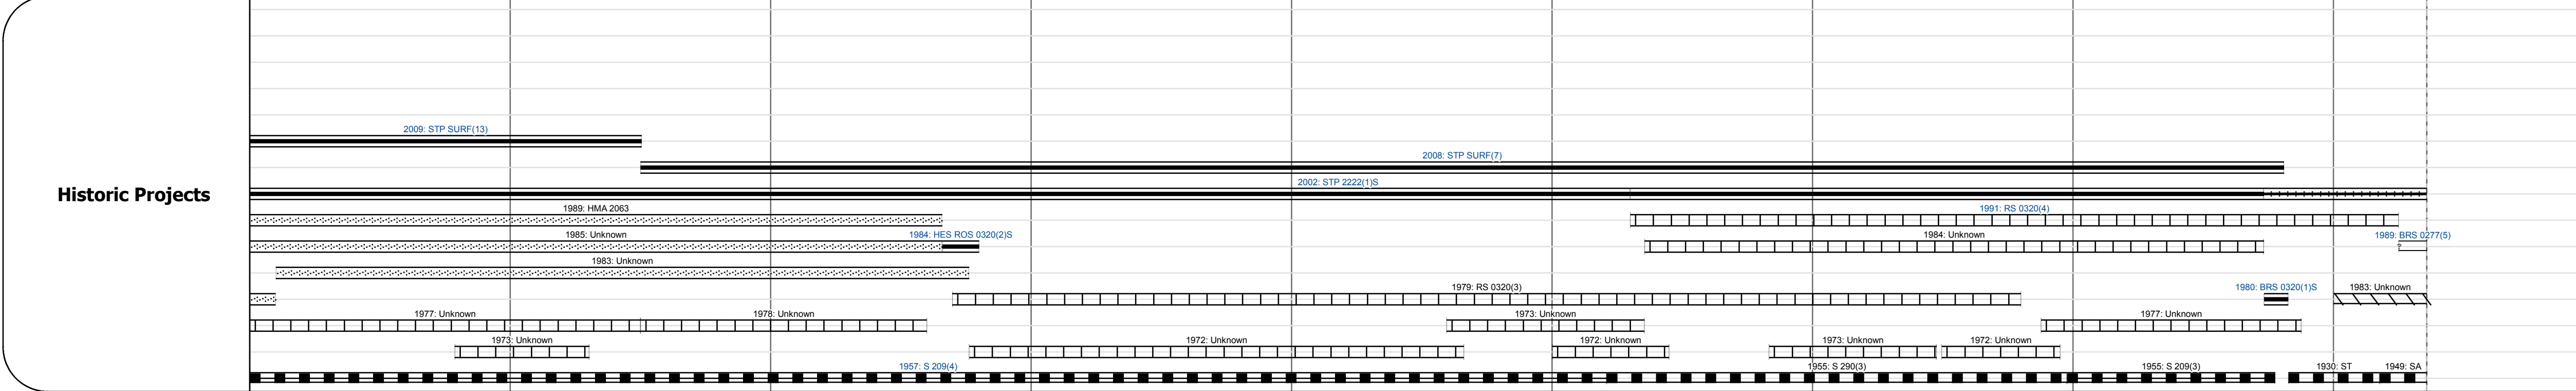 2009: STP SURF(13)
2008: STP SURF(7)
Historic Projects
2002: STP 2222(1)S
1989: HMA 2063
1991: RS 0320(4)
1985: Unknown
1984: HES ROS 0320(2)S
1984: Unknown
1989: BRS 0277(5)
1983: Unknown
1979: RS 0320(3)
1980: BRS 0320(1)S
1983: Unknown
1977: Unknown
1978: Unknown
1973: Unknown
1977: Unknown
1973: Unknown
1972: Unknown
1972: Unknown
1973: Unknown
1972: Unknown
1957: S 209(4)
1955: S 290(3)
1955: S 209(3)
1930: ST
1949: SA